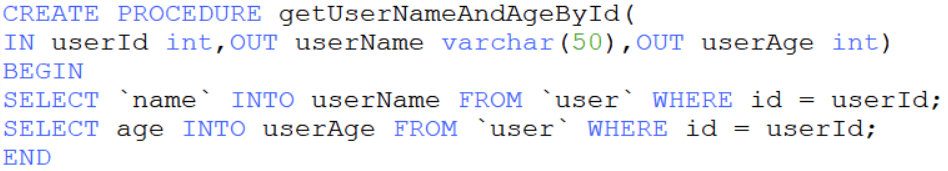 CREATE PROCEDURE getUserNameAndAgeById(
IN userId int,OUT userName varchar(50),OUT userAge int)
BEGIN
SELECT `name` INTO userName FROM `user` WHERE id = userId;
SELECT age INTO userAge FROM `user` WHERE id = userId;
END